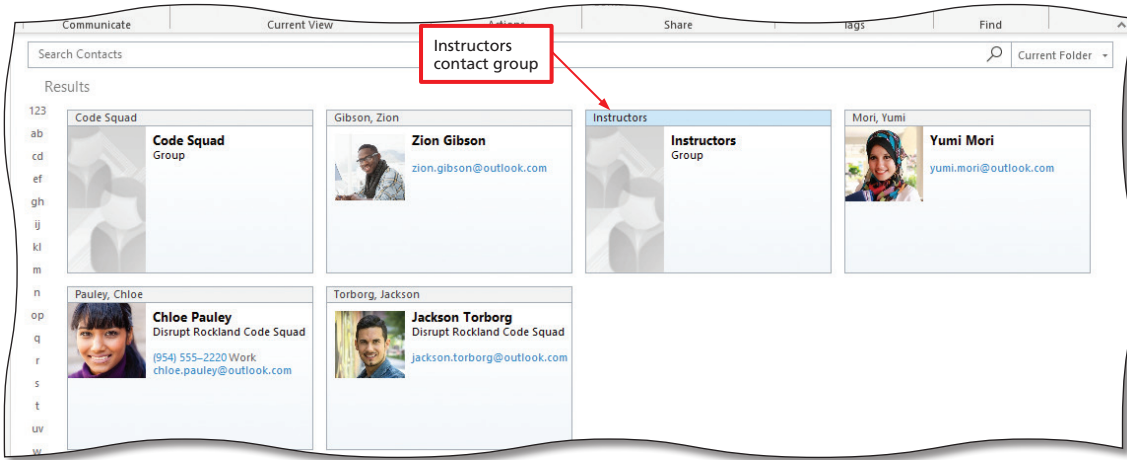 Communicate
Current View
Actions
Share
Tags
Find
Instructors
contact group
Search Contacts
Current Folder
Results
123
ab
cd
ef
gh
ij
kl
m
n
op
q
r
s
t
uv
w
Code Squad
Code Squad
Group
Gibson, Zion
Zion Gibson
zion.gibson@outlook.com
Instructors
Instructors
Group
Mori, Yumi
Yumi Mori
yumi.mori@outlook.com
Pauley, Chloe
Chloe Pauley
Disrupt Rockland Code Squad
(954) 555–2220 Work
chloe.pauley@outlook.com
Torborg, Jackson
Jackson Torborg
Disrupt Rockland Code Squad
jackson.torborg@outlook.com